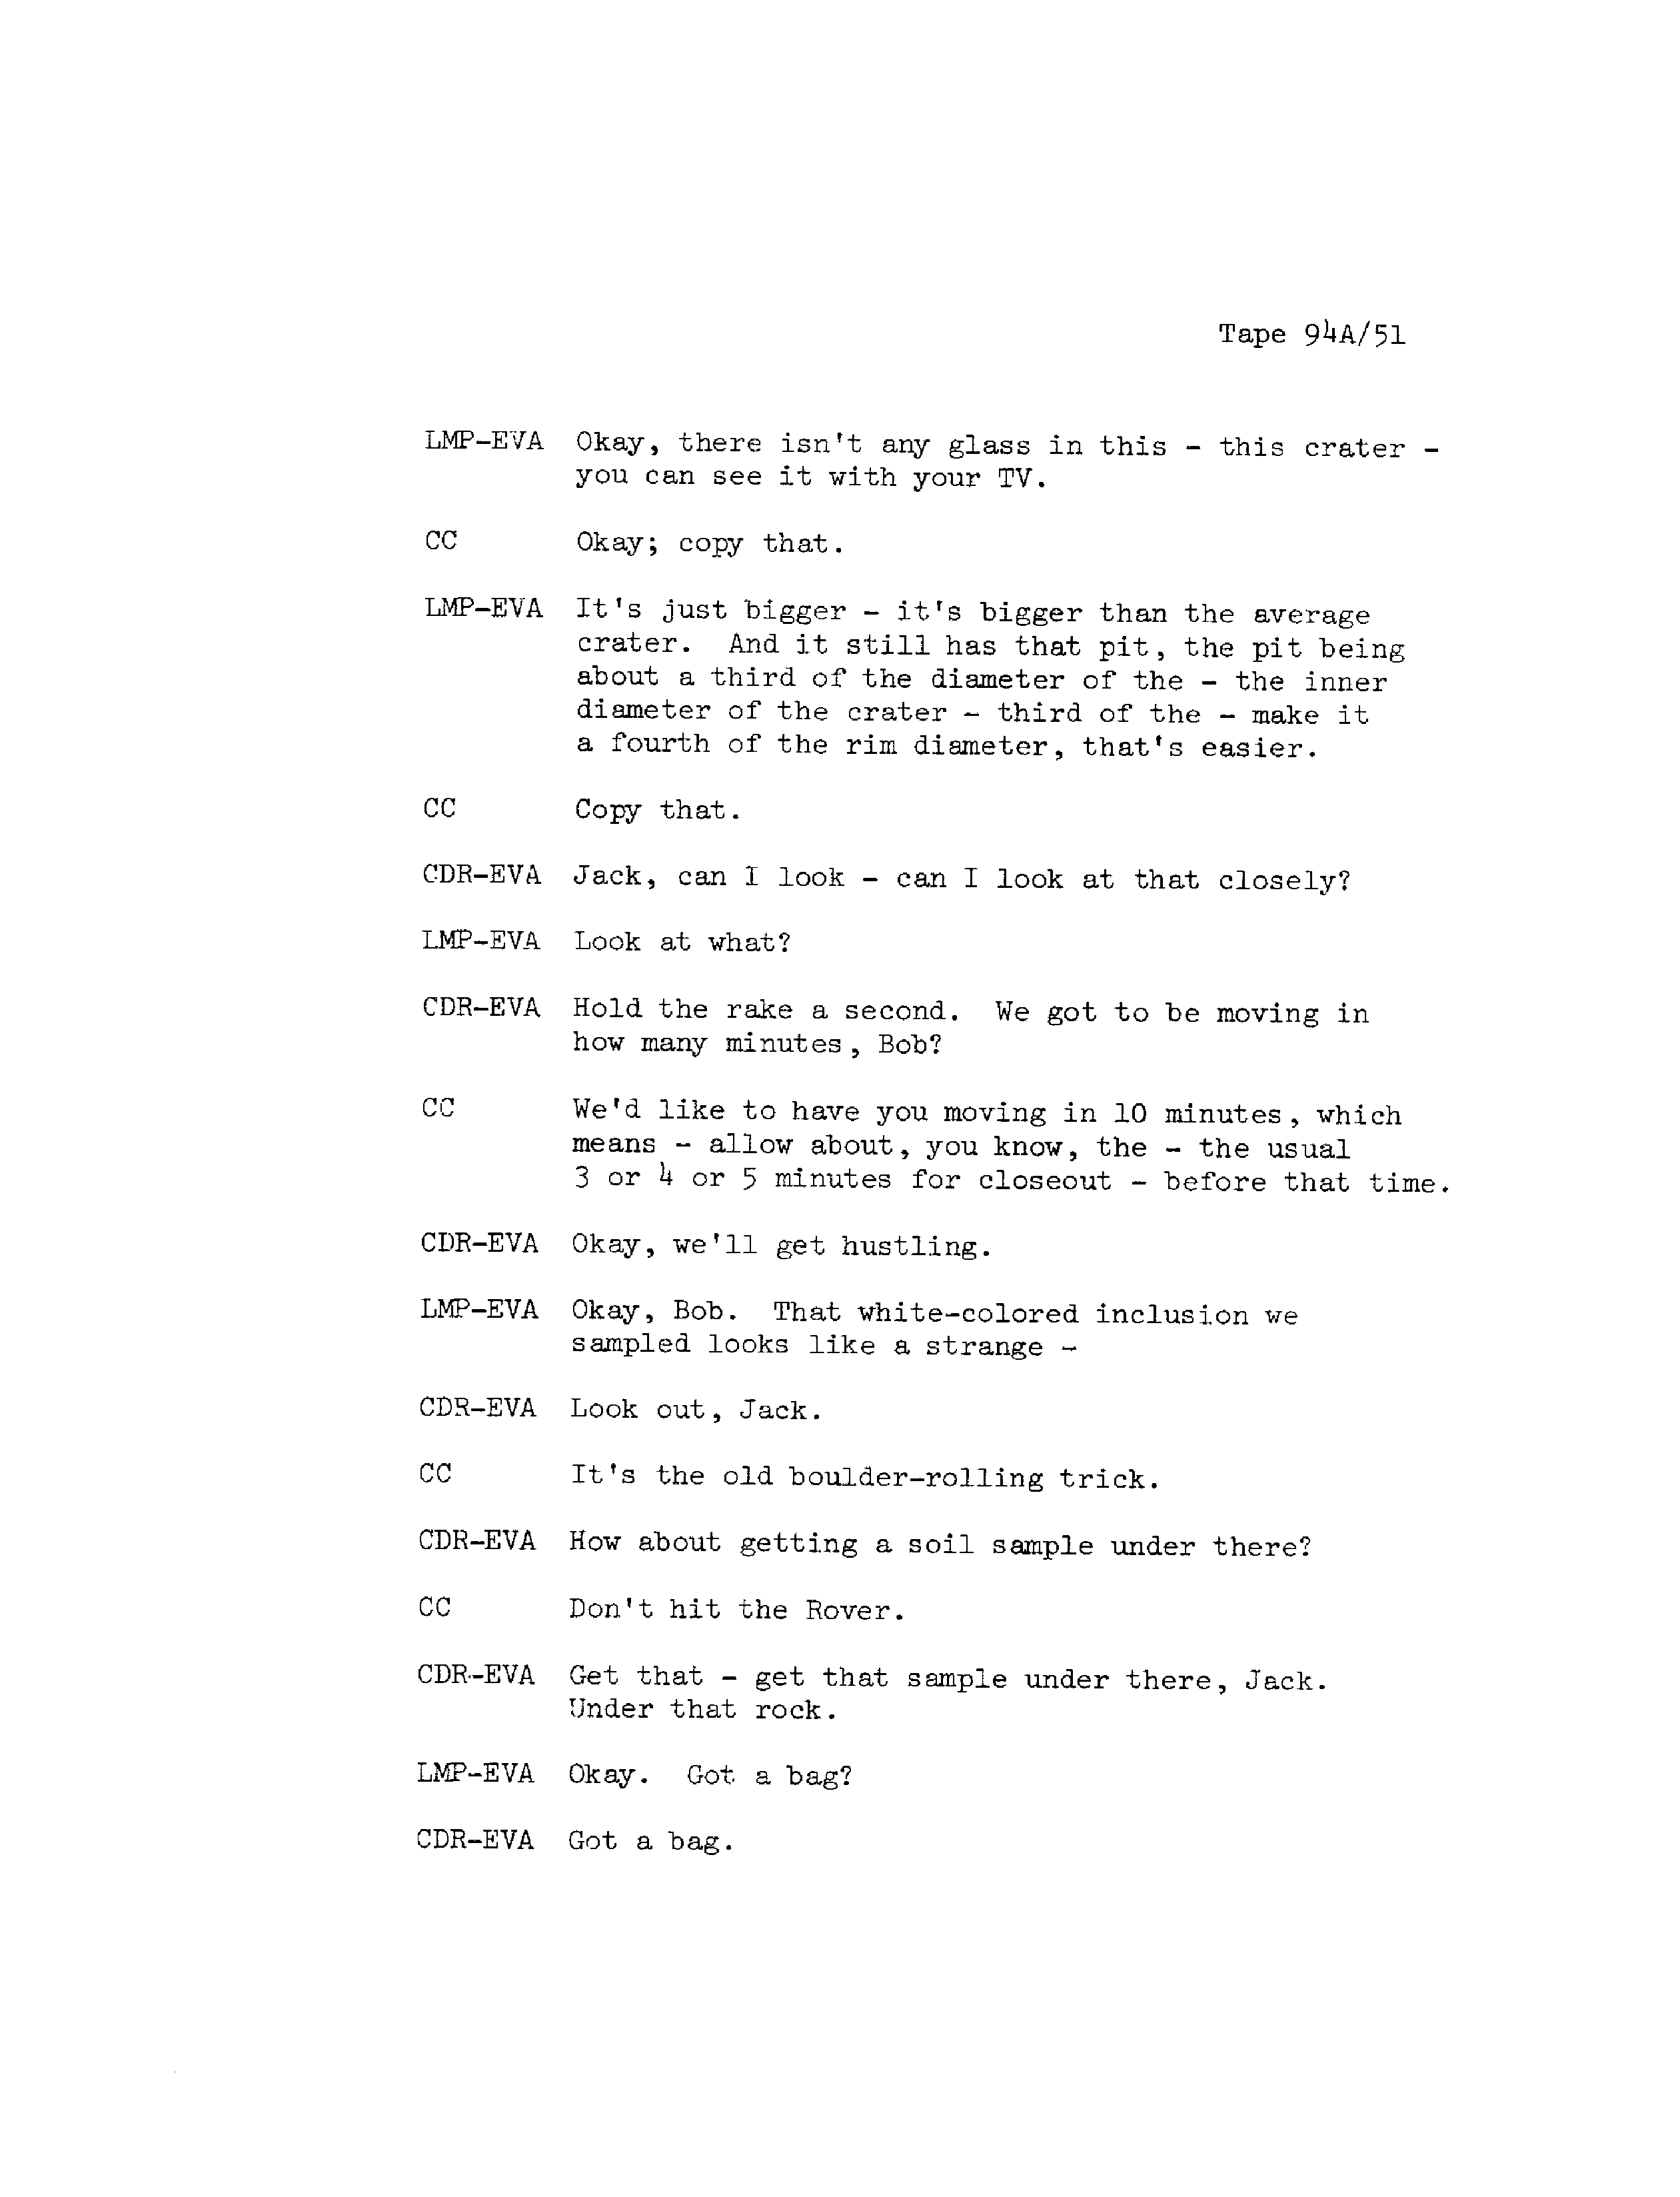 Tape 94A/51
LMP-EVA Okay, there isn't any glass in this - this crater -
you can see it with your TV.
CC Okay; copy that.
LMP-EVA It's just bigger - it's bigger than the average
crater. And it still has that pit, the pit being
about a third of the diameter of the - the inner
diameter of the crater - third of the - make it
a fourth of the rim diameter, that's easier.
CC Copy that.
CDR-EVA Jack, can I look - can I look at that closely?
LMP-EVA Look at what?
CDR-EVA Hold the rake a second. We got to be moving in
how many minutes, Bob?
CC We'd like to have you moving in 10 minutes, which
means - allow about, you know, the - the usual
3 or 4 or 5 minutes for closeout - before that time.
CDR-EVA Okay, we'll get hustling.
LMP-EVA Okay, Bob. That white-colored inclusion we
sampled looks like a strange -
CDR-EVA Look out, Jack.
CC It's the old boulder-rolling trick.
CDR-EVA How about getting a soil sample under there?
CC Don't hit the Rover.
CDR-EVA Get that - get that sample under there, Jack.
Under that rock.
LMP-EVA Okay. Got a bag?
CDR-EVA Got a bag.